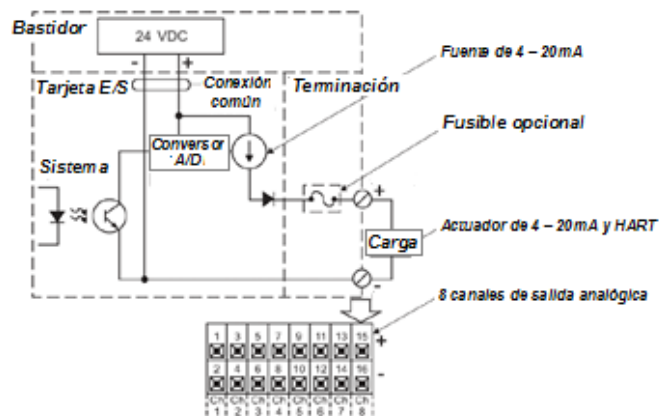 Bastidor
24 VDC
- +
Fuente de 4 – 20mA
Tarjeta E/S
Conexión común
Terminación
Fusible opcional
Conversor A/D.
Sistema
+
Carga
Actuador de 4 – 20mA y HART
-
8 canales de salida analógica
1 3 5 7 9 11 13 15 +
2 4 6 8 10 12 14 16 -
Ch Ch Ch Ch Ch Ch Ch Ch
1 2 3 4 5 6 7 8